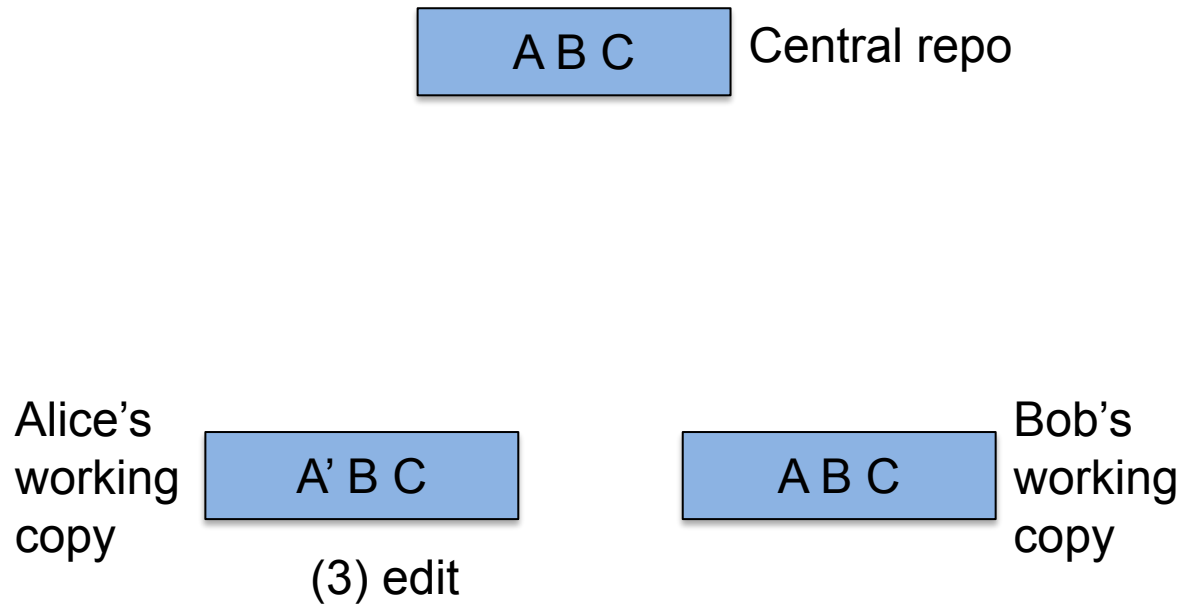 A B C
Central repo
Alice’s
working
copy
A’ B C
(3) edit
A B C
Bob’s
working
copy